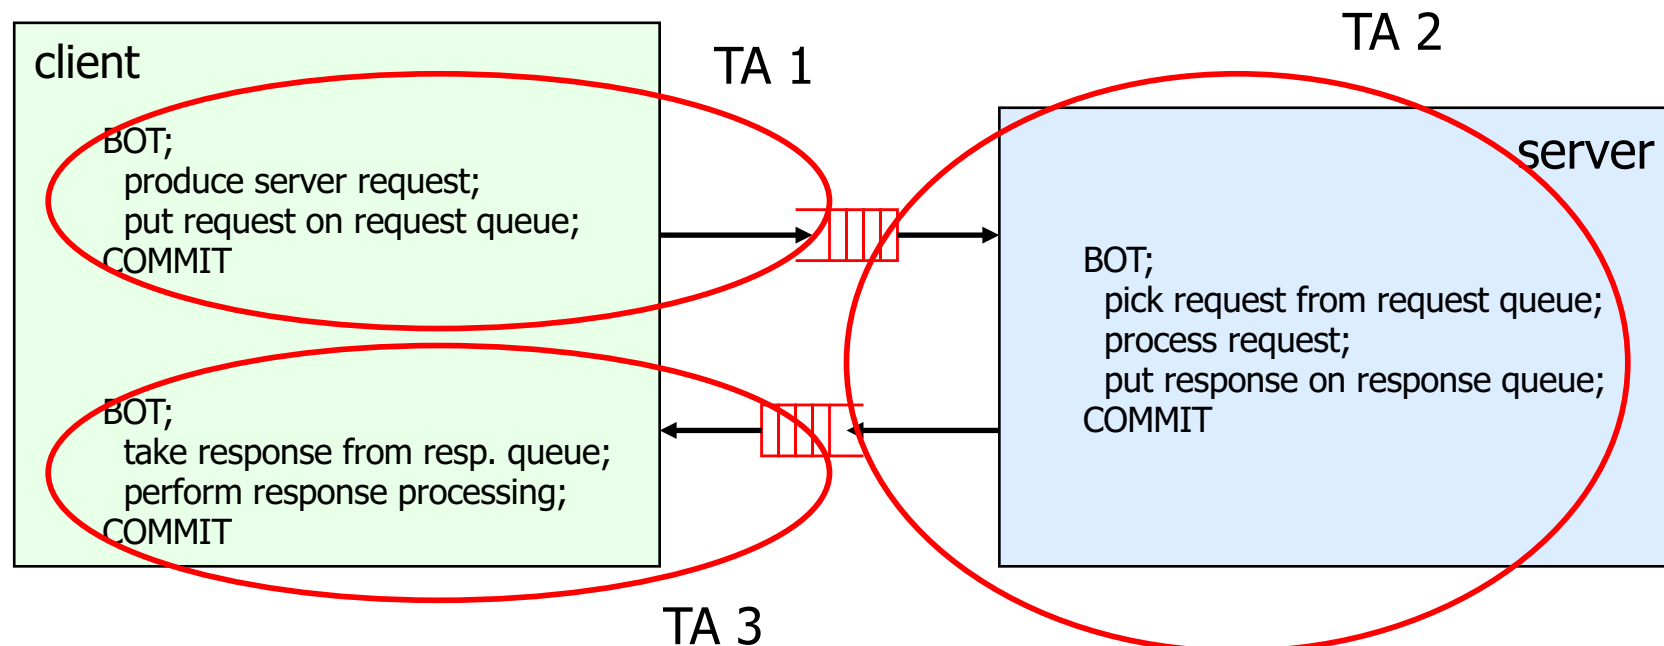 client
TA 1
BOT;
produce server request;
put request on request queue;
COMMIT
BOT;
take response from resp. queue;
perform response processing;
COMMIT
TA 3
TA 2
server
BOT;
pick request from request queue;
process request;
put response on response queue;
COMMIT